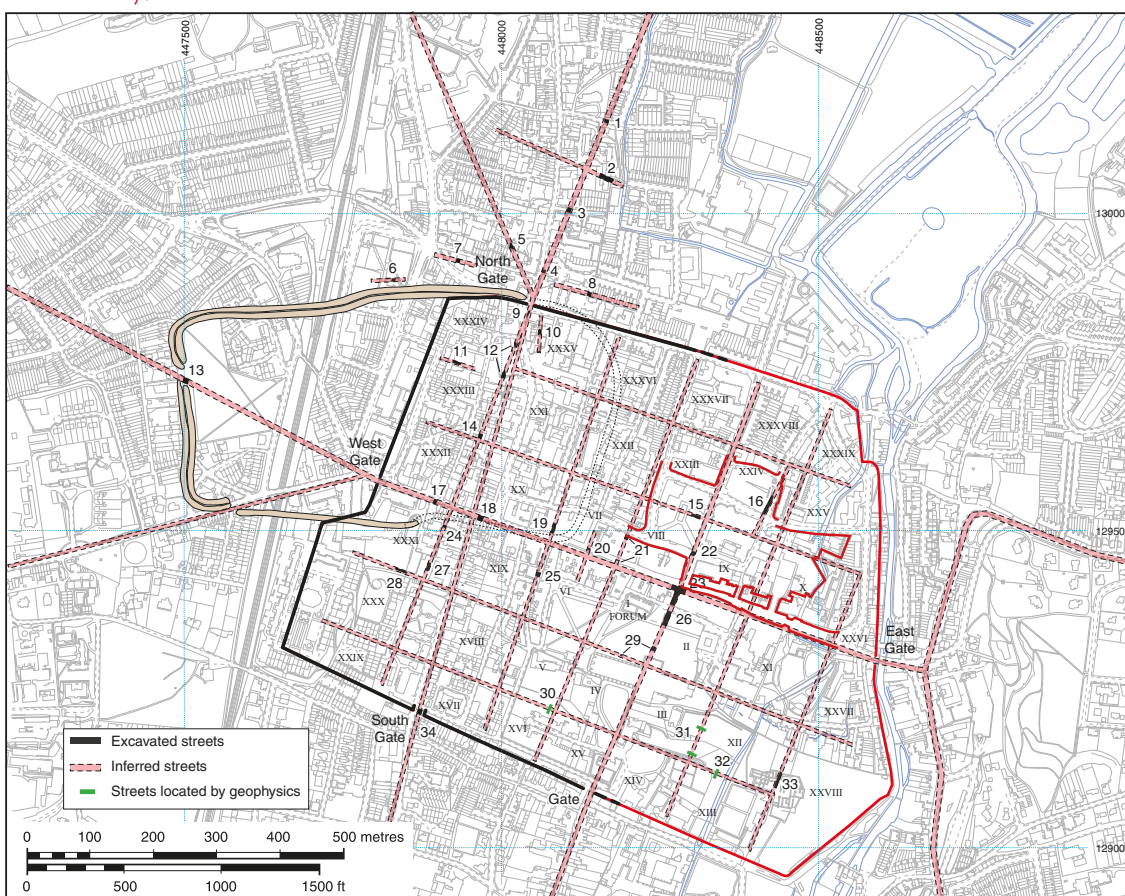 447500
448000
448500
1
2
13000
3
5
7
North
Gate
6
4
8
9
XXXIV
10
12
XXXV
11
13
XXXIII
XXXVI
XXXVII
XXI
XXXVIII
14
XXII
West
Gate
XXXII
XXXIX
XXIII
XXIV
XX
17
16
XXV
18
15
VII
19
12950
VIII
XXXI
24
20
21
22
IX
XIX
27
28
25
23
X
VI
XXX
I
FORUM
26
XXVI
East
Gate
XVIII
29
II
XXIX
V
XI
IV
XXVII
XVII
30
III
South
Gate
34
XVI
31
XII
XV
32
Excavated streets
Inferred streets
Streets located by geophysics
XIV
33
XXVIII
Gate
XIII
0 100 200 300 400 500 metres
12900
0 500 1000 1500 ft